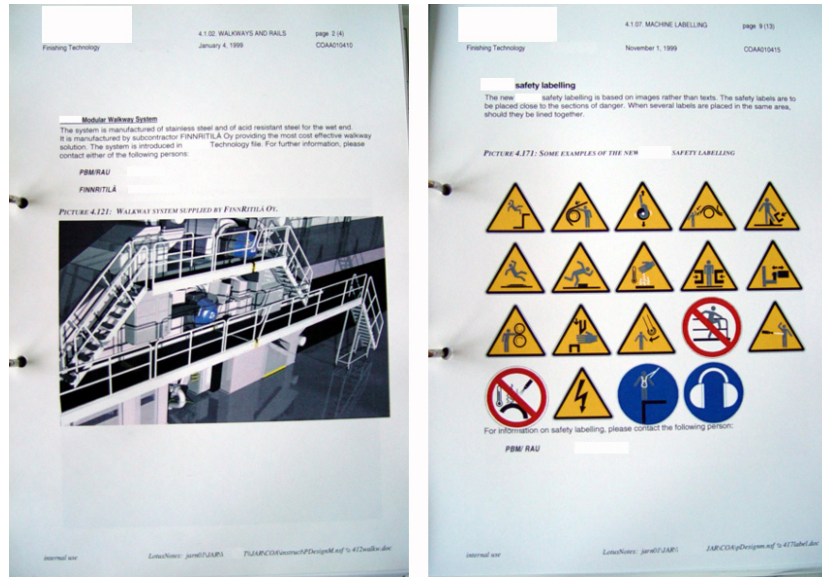 4.1.02. WALKWAYS AND RAILS page 2 (4)
Finishing Technology January 4, 1999 COAA010410
Modular Walkway System
The system is manufactured of stainless steel and of acid resistant steel for the wet end.
It is manufactured by subcontractor FINNRITILÄ Oy providing the most cost effective walkway
solution. The system is introduced in Technology file. For further information, please
contact either of the following persons:
PBM/RAU
FINNRITILÄ
PICTURE 4.121: WALKWAY SYSTEM SUPPLIED BY FINNRITILÄ OY.
internal use LotusNotes: jarn01\JAR\
4.1.07. MACHINE LABELLING page 9 (13)
Finishing Technology November 1, 1999 COAA010415
safety labelling
The new safety labelling is based on images rather than texts. The safety labels are to
be placed close to the sections of danger. When several labels are placed in the same area,
should they be lined together.
PICTURE 4.171: SOME EXAMPLES OF THE NEW SAFETY LABELLING
For information on safety labelling, please contact the following person:
PBM/ RAU
internal use LotusNotes: jarn01\JAR\